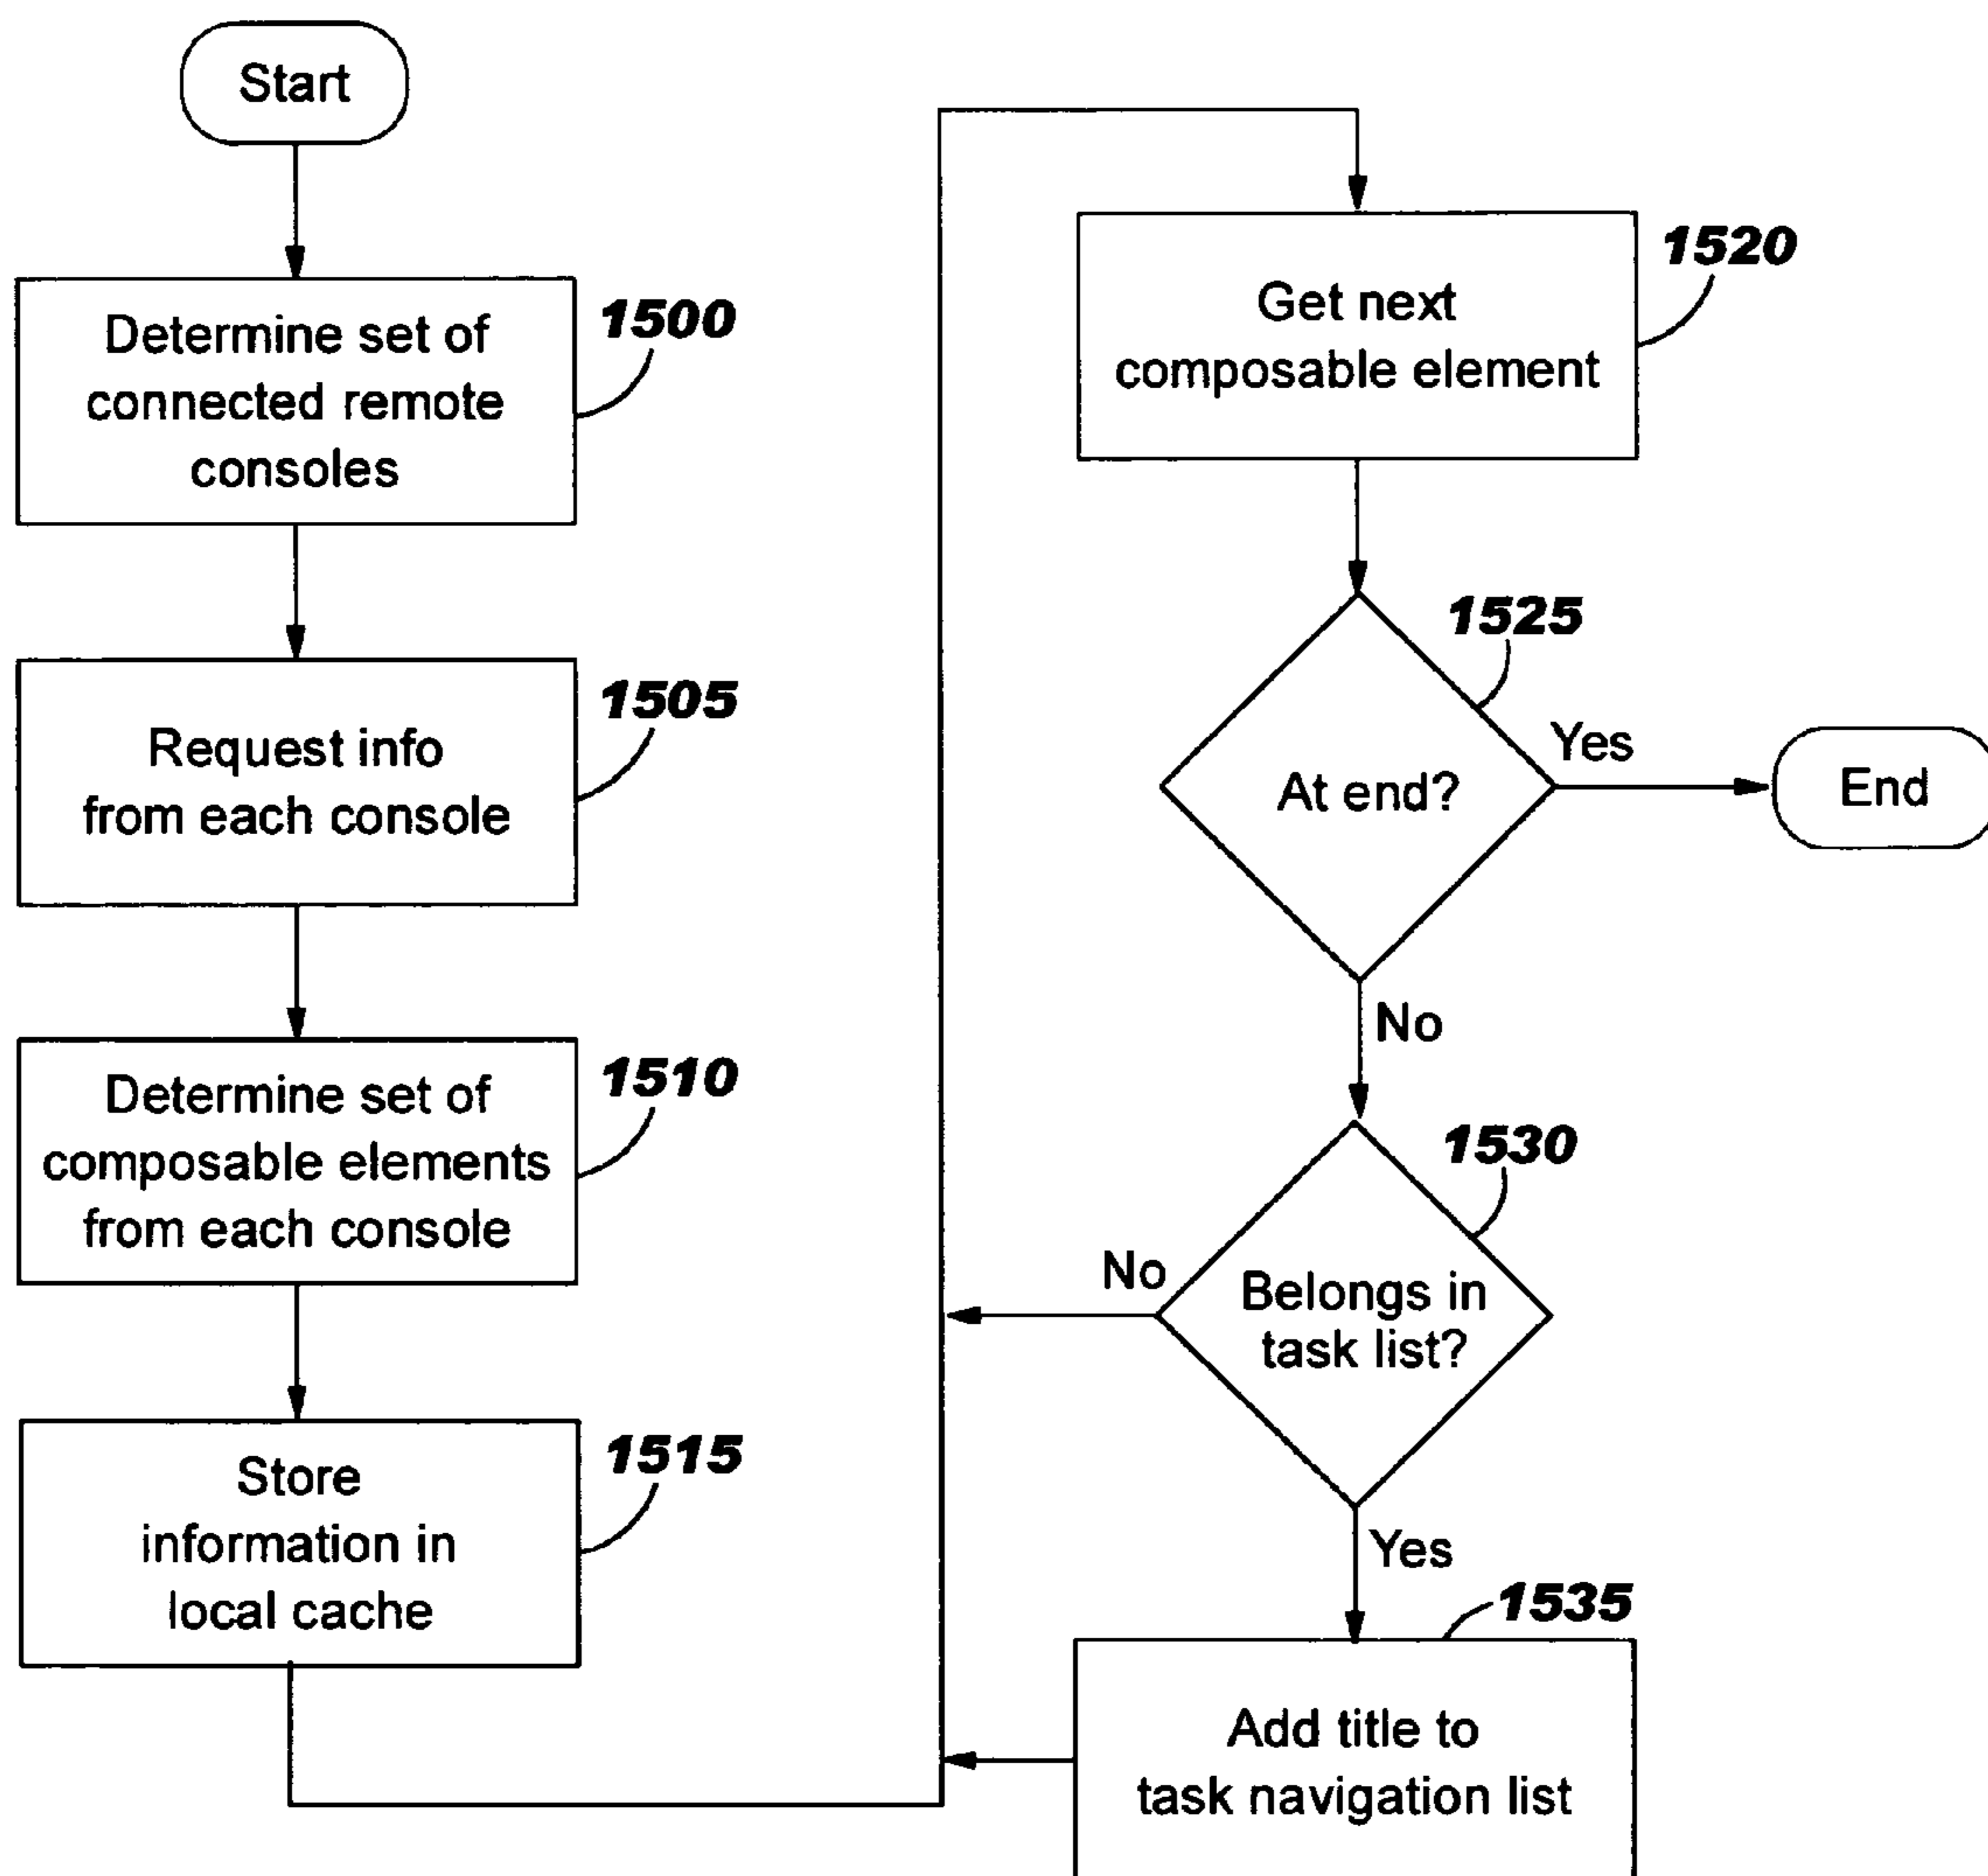 Start
Determine set of
connected remote
consoles
1500
Request info
from each console
1505
Determine set of
composable elements
from each console
1510
Store
information in
local cache
1515
Get next
composable element
1520
At end?
1525
Yes
End
No
Belongs in
task list?
1530
No
Yes
Add title to
task navigation list
1535